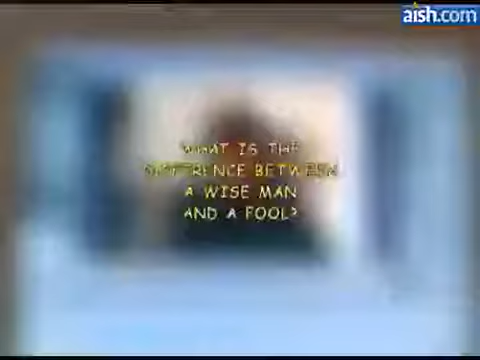 aish.com
WHAT IS THE
DIFFERENCE BETWEEN
A WISE MAN
AND A FOOL?